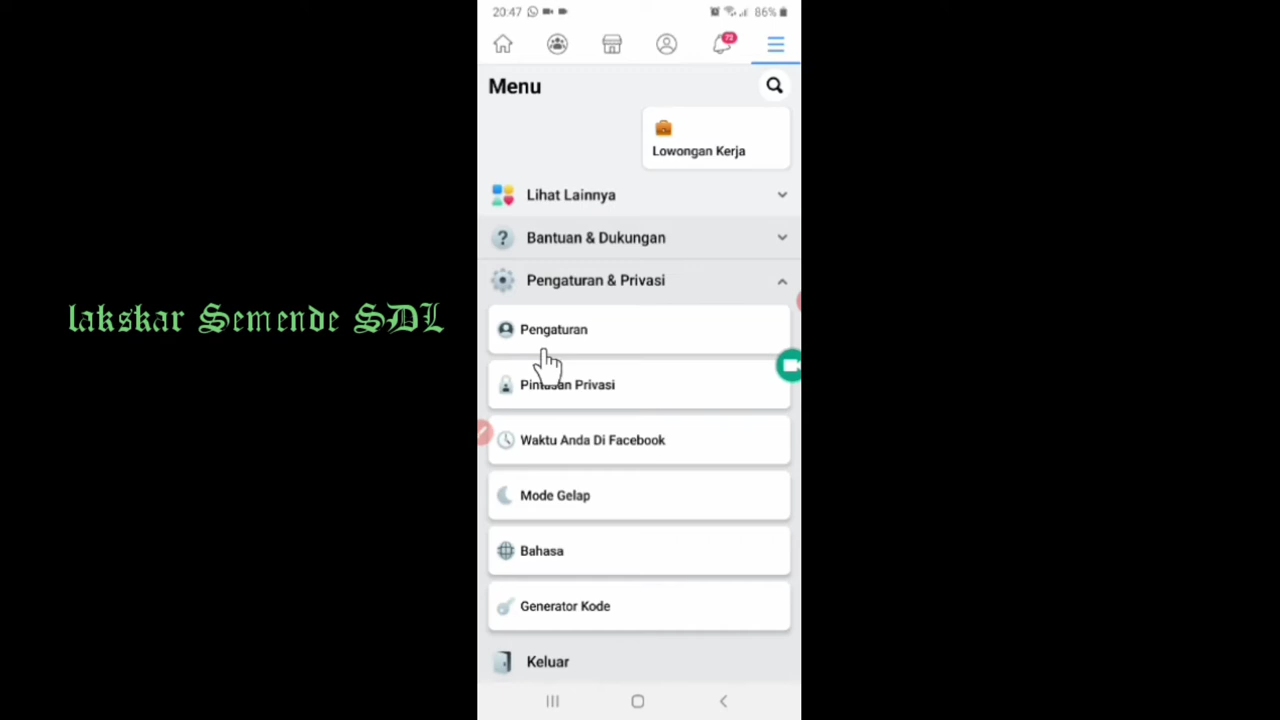 20:47
86%
72
Menu
Lowongan Kerja
Lihat Lainnya
Bantuan & Dukungan
Pengaturan & Privasi
Pengaturan
Pintasan Privasi
Waktu Anda Di Facebook
Mode Gelap
Bahasa
Generator Kode
Keluar
lakskar Semende SDL